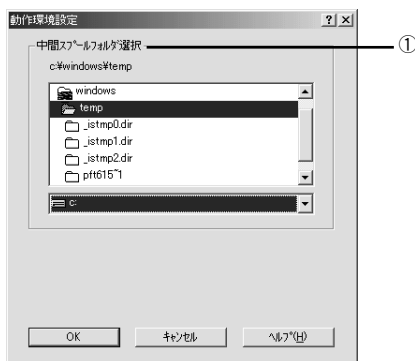 動作環境設定
中間ｽﾌﾟｰﾙﾌｫﾙﾀﾞ選択
①
c:¥windows¥temp
windows
temp
_istmp0.dir
_istmp1.dir
_istmp2.dir
pft615~1
c:
OK
ｷｬﾝｾﾙ
ﾍﾙﾌﾟ(H)